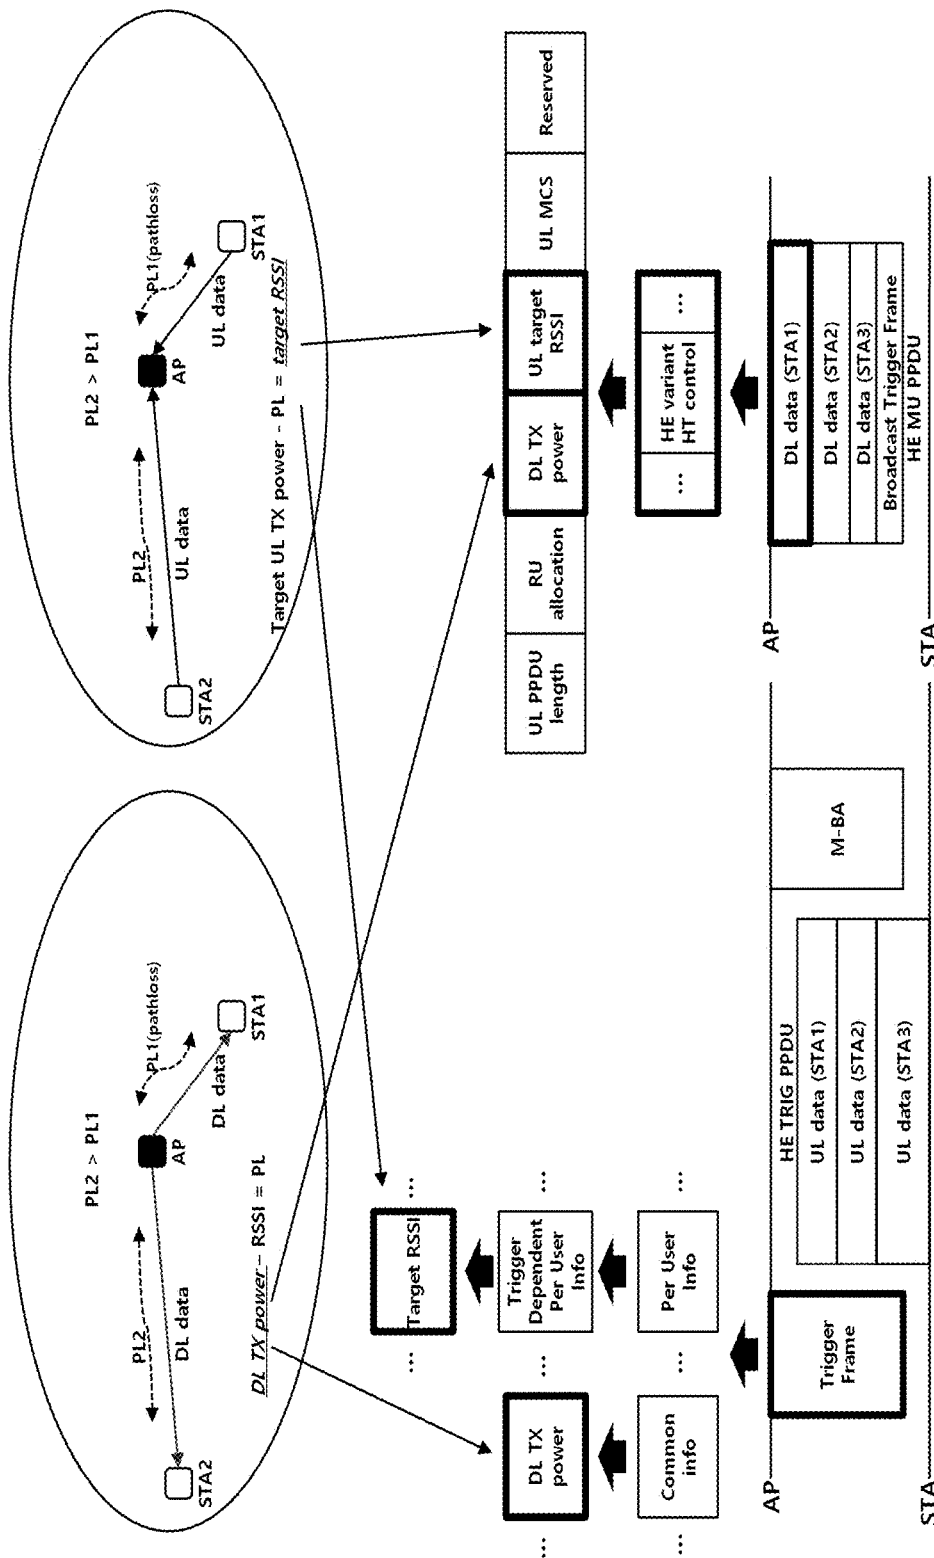 PL2 > PL1
PL1(pathloss)
PL2
AP
DL data
DL data
STA1
STA2
DL TX power – RSSI = PL
PL2 > PL1
PL1(pathloss)
PL2
AP
UL data
UL data
STA1
STA2
Target UL TX power – PL = target RSSI
... Target RSSI ...
... DL TX power ... Trigger Dependent Per User Info ...
... Common info ... Per User Info ...
UL PPDU length
RU allocation
DL TX power
UL target RSSI
UL MCS
Reserved
... HE variant HT control ...
AP
Trigger Frame
HE TRIG PPDU
UL data (STA1)
UL data (STA2)
UL data (STA3)
M-BA
STA
AP
DL data (STA1)
DL data (STA2)
DL data (STA3)
Broadcast Trigger Frame
HE MU PPDU
STA